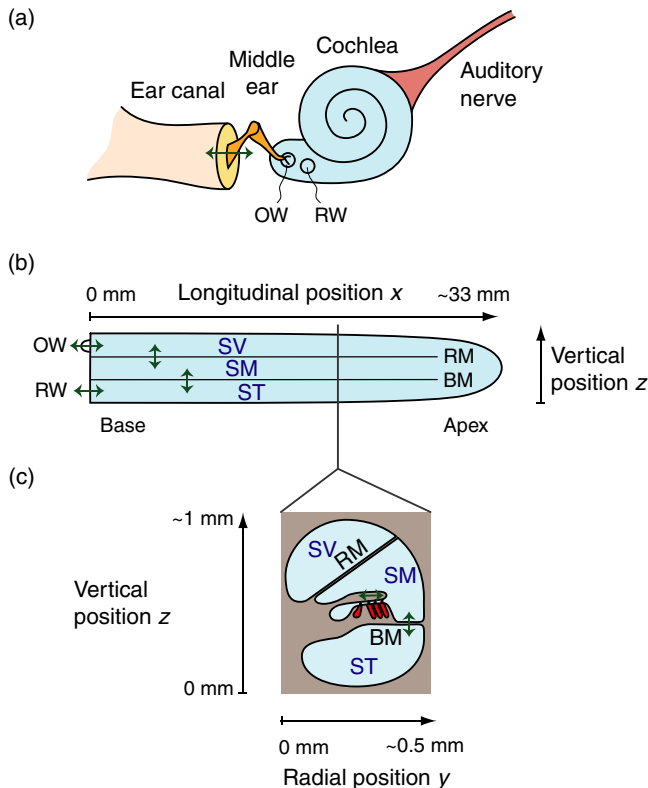 (a)
Cochlea
Middle
ear
Auditory
nerve
Ear canal
OW
RW
(b)
0 mm
Longitudinal position x
~33 mm
OW
SV
RM
SM
BM
RW
ST
Vertical
position z
Base
Apex
(c)
~1 mm
SV
RM
SM
Vertical
position z
BM
ST
0 mm
0 mm
~0.5 mm
Radial position y